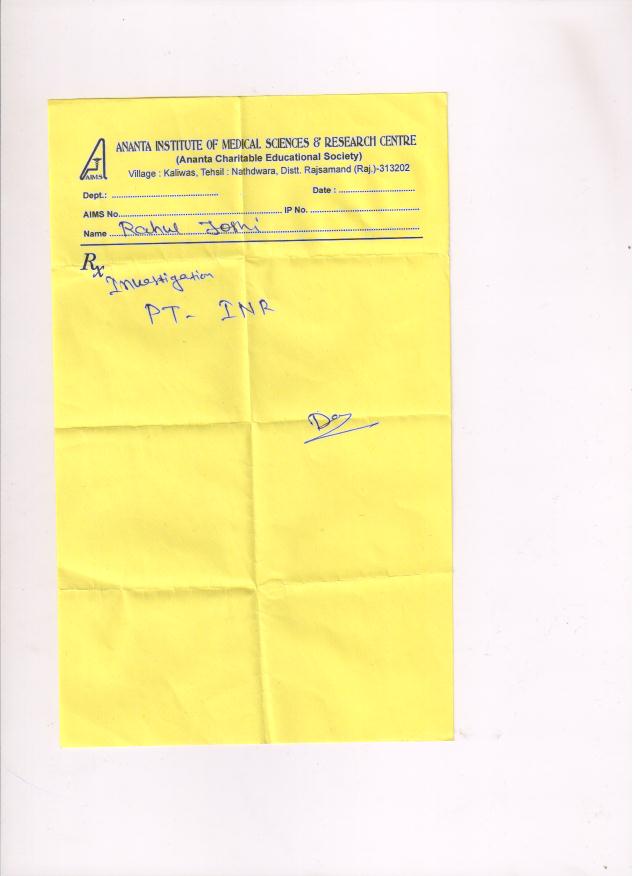 AIMS
ANANTA INSTITUTE OF MEDICAL SCIENCES & RESEARCH CENTRE
(Ananta Charitable Educational Society)
Village : Kaliwas, Tehsil : Nathdwara, Distt. Rajsamand (Raj.)-313202
Dept.: Date :
AIMS No. IP No.
Name Rahul Joshi
Rx
Investigation
PT- INR